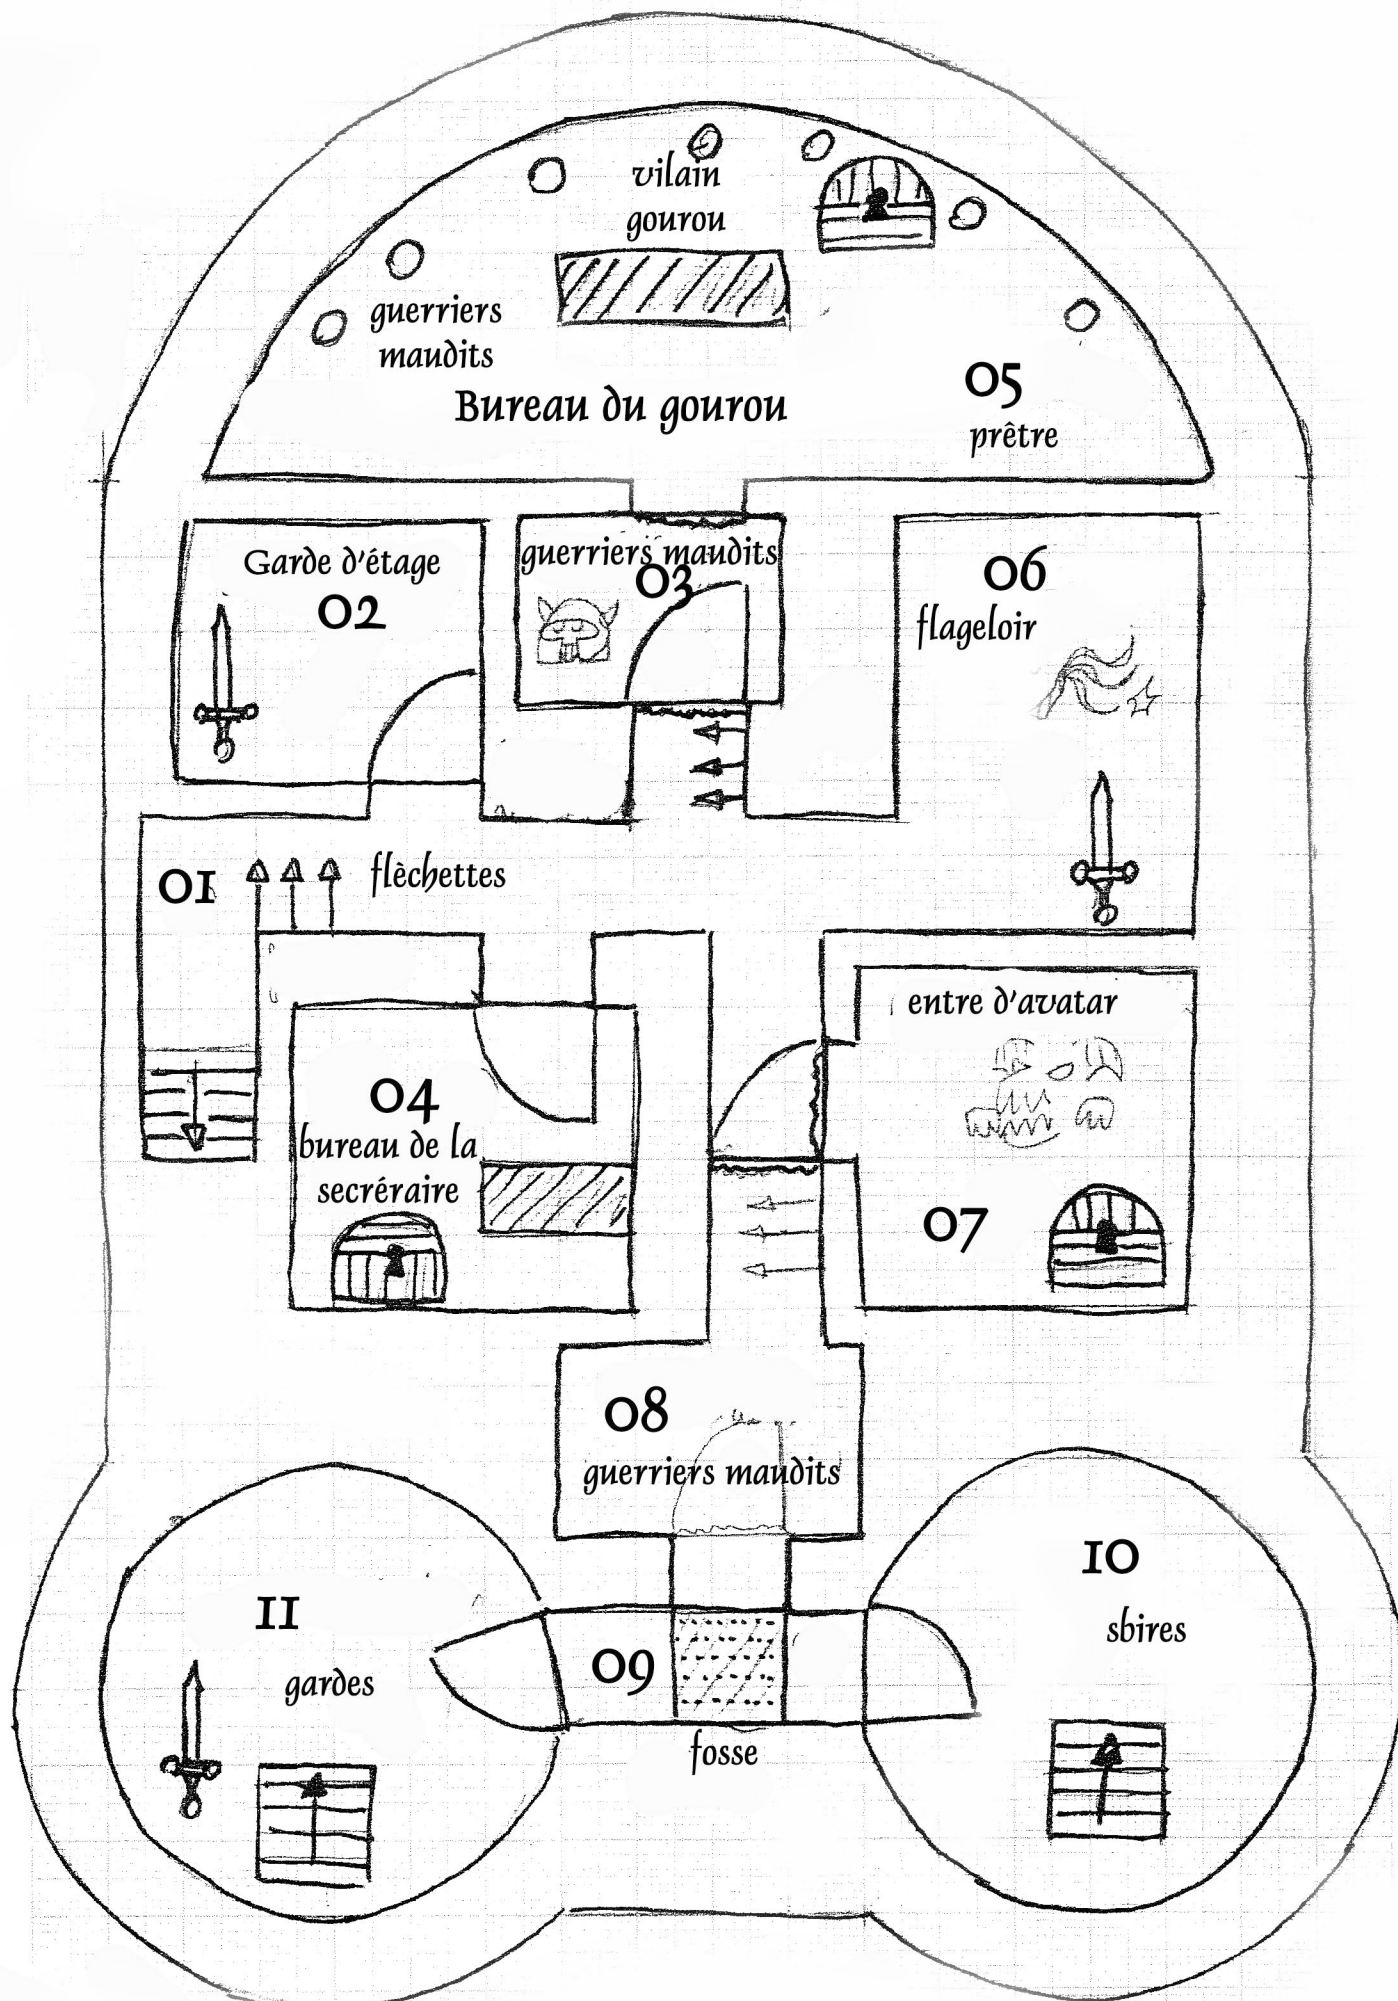 vilain
gourou
guerriers
maudits
Bureau du gourou
05
prêtre
Garde d'étage
02
guerriers maudits
03
06
flageloir
01
flèchettes
04
bureau de la
secréraire
entre d'avatar
07
08
guerriers maudits
11
gardes
09
fosse
10
sbires